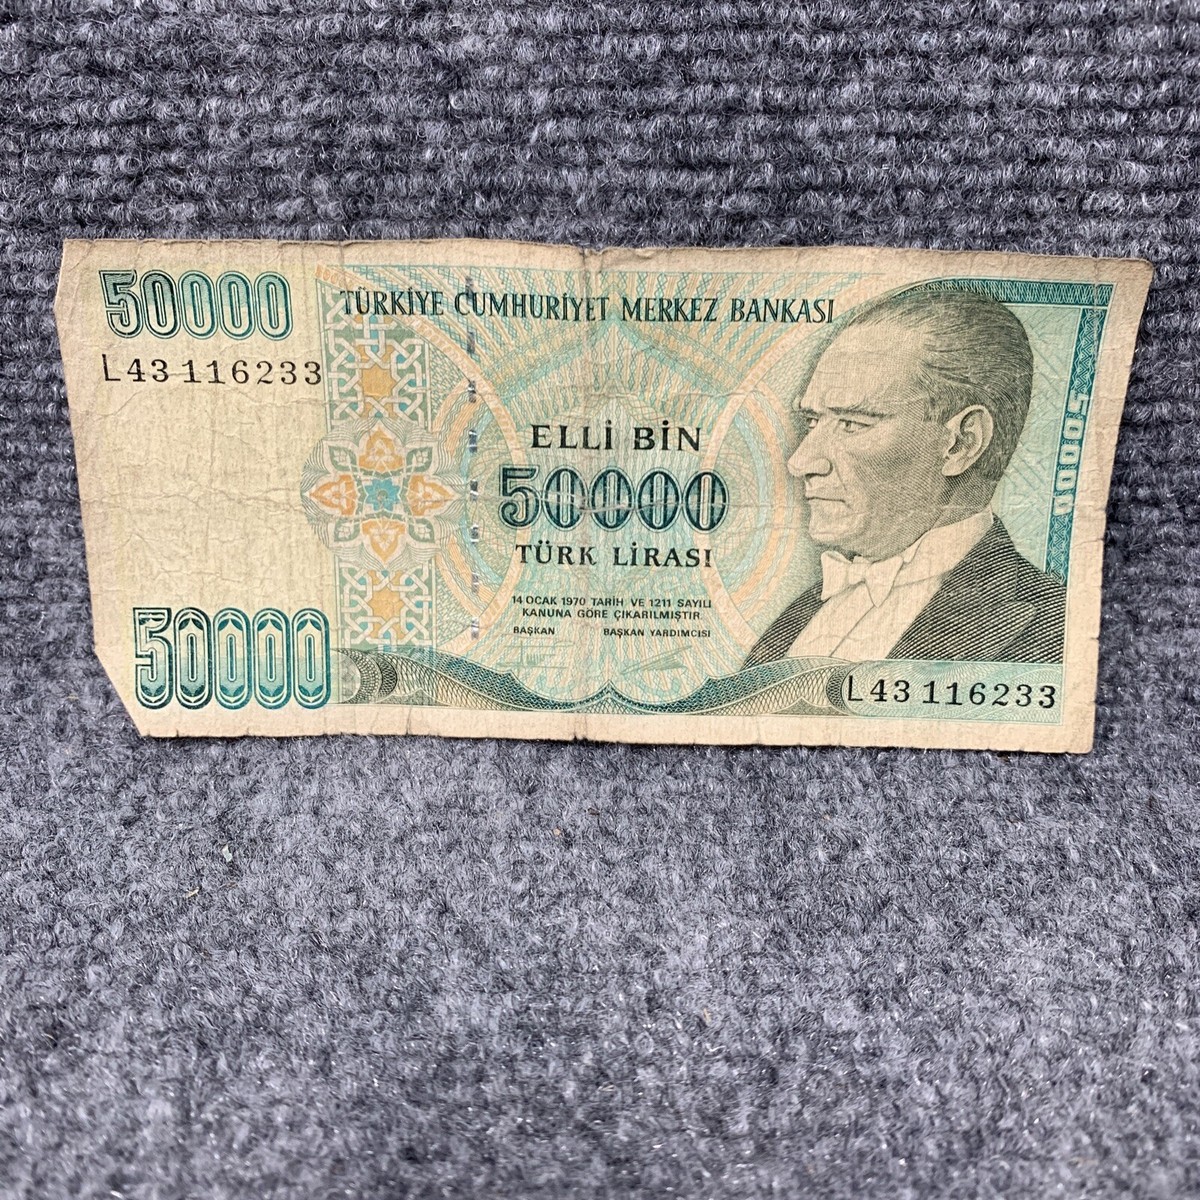 50000
TÜRKİYE CUMHURİYET MERKEZ BANKASI
L43 116233
ELLİ BİN
50000
TÜRK LİRASI
14 OCAK 1970 TARİH VE 1211 SAYILI
KANUNA GÖRE ÇIKARILMIŞTIR
BAŞKAN BAŞKAN YARDIMCISI
50000
50000
L43 116233